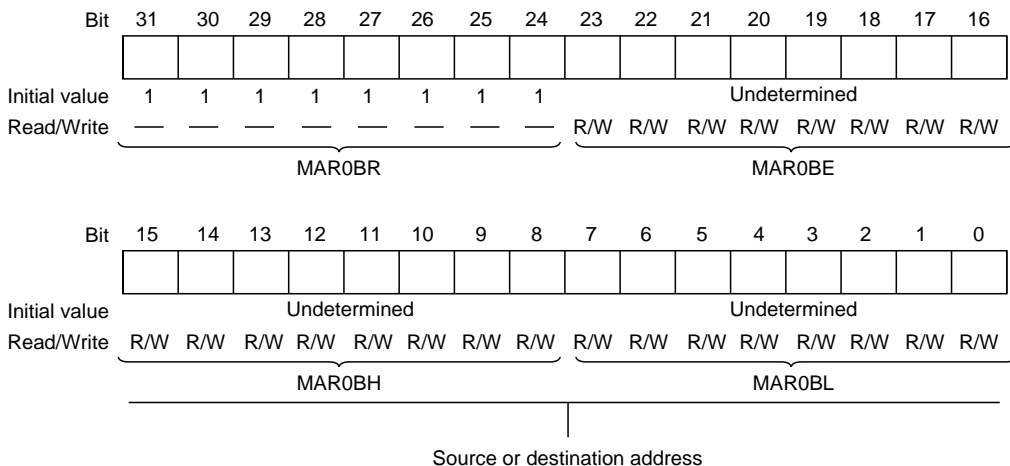 Bit 31 30 29 28 27 26 25 24 23 22 21 20 19 18 17 16
Initial value 1 1 1 1 1 1 1 1 Undetermined
Read/Write — — — — — — — — R/W R/W R/W R/W R/W R/W R/W R/W
MAR0BR MAR0BE
Bit 15 14 13 12 11 10 9 8 7 6 5 4 3 2 1 0
Initial value Undetermined Undetermined
Read/Write R/W R/W R/W R/W R/W R/W R/W R/W R/W R/W R/W R/W R/W R/W R/W R/W
MAR0BH MAR0BL
Source or destination address